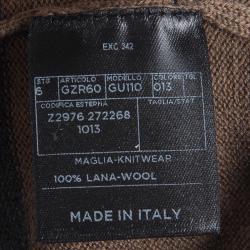 EXC 342
STG ARTICOLO MODELLO COLORE TGL
6 GZR60 GU110 013
CODIFICA ESTERNA TAGLIA/STAT
Z2976 272268
1013
MAGLIA-KNITWEAR
100% LANA-WOOL
MADE IN ITALY